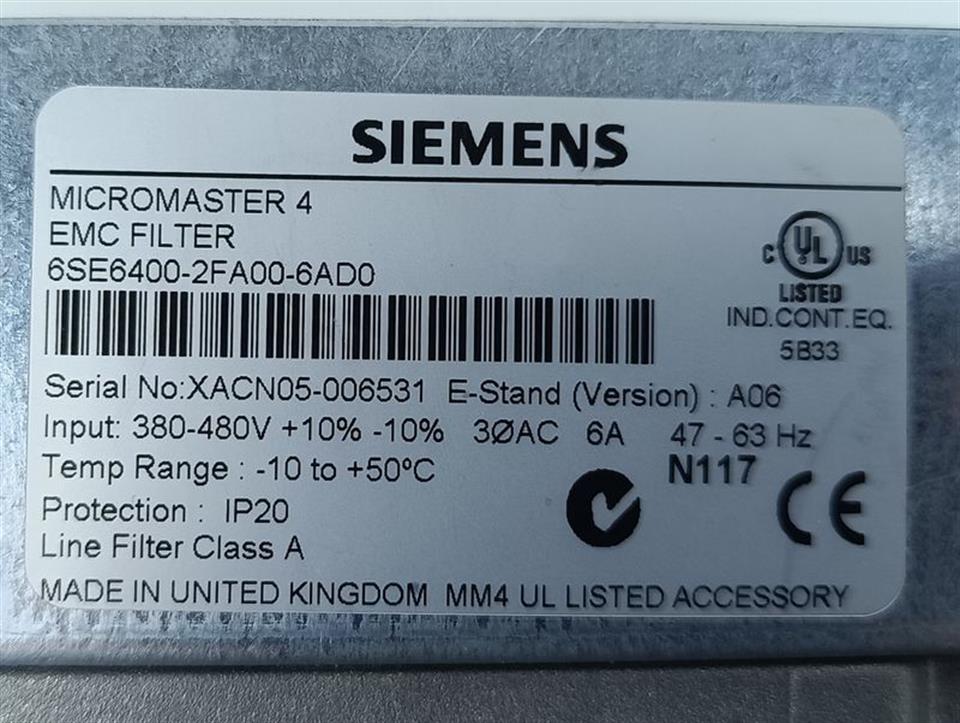 SIEMENS
MICROMASTER 4
EMC FILTER
6SE6400-2FA00-6AD0
C UL US
LISTED
IND.CONT.EQ.
5B33
Serial No:XACN05-006531 E-Stand (Version) : A06
Input: 380-480V +10% -10% 3ØAC 6A 47 - 63 Hz
Temp Range : -10 to +50ºC
N117
CE
Protection : IP20
Line Filter Class A
MADE IN UNITED KINGDOM MM4 UL LISTED ACCESSORY